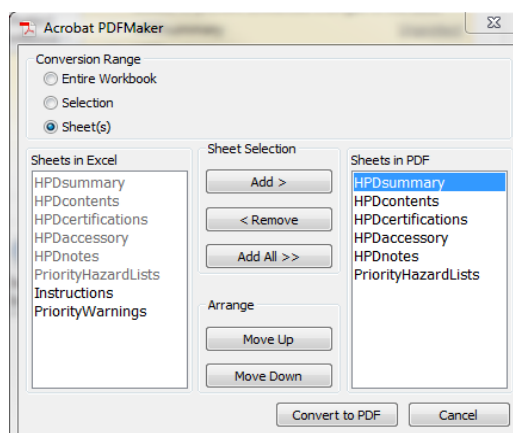 Acrobat PDFMaker
Conversion Range
Entire Workbook
Selection
Sheet(s)
Sheets in Excel
HPDsummary
HPDcontents
HPDcertifications
HPDaccessory
HPDnotes
PriorityHazardLists
Instructions
PriorityWarnings
Sheet Selection
Add >
< Remove
Add All >>
Arrange
Move Up
Move Down
Sheets in PDF
HPDsummary
HPDcontents
HPDcertifications
HPDaccessory
HPDnotes
PriorityHazardLists
Convert to PDF
Cancel